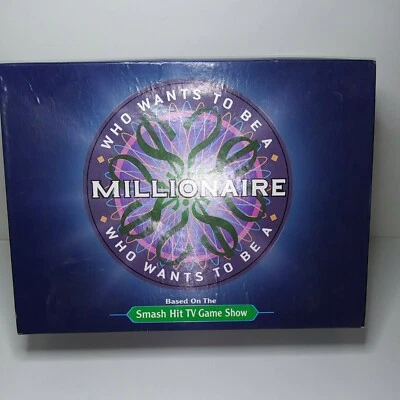 WHO WANTS TO BE A
MILLIONAIRE
WHO WANTS TO BE A
Based On The
Smash Hit TV Game Show